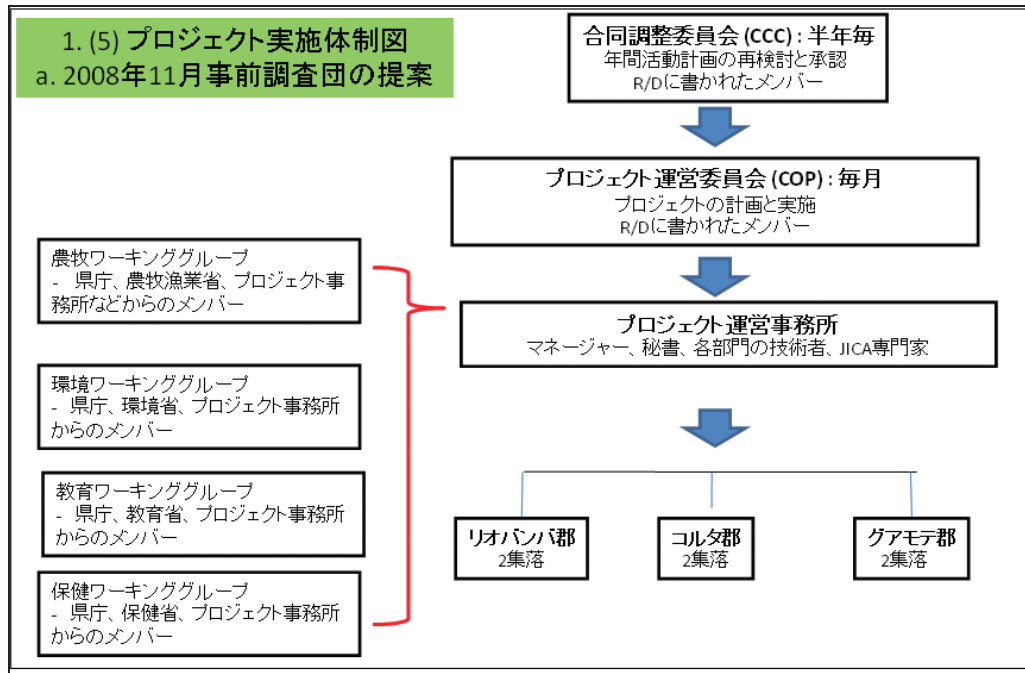 1. (5) プロジェクト実施体制図
a. 2008年11月事前調査団の提案
合同調整委員会 (CCC) : 半年毎
年間活動計画の再検討と承認
R/Dに書かれたメンバー
プロジェクト運営委員会 (COP) : 毎月
プロジェクトの計画と実施
R/Dに書かれたメンバー
プロジェクト運営事務所
マネージャー、秘書、各部門の技術者、JICA専門家
農牧ワーキンググループ
- 県庁、農牧漁業省、プロジェクト事
務所などからのメンバー
環境ワーキンググループ
- 県庁、環境省、プロジェクト事務所
からのメンバー
教育ワーキンググループ
- 県庁、教育省、プロジェクト事務所
からのメンバー
保健ワーキンググループ
- 県庁、保健省、プロジェクト事務所
からのメンバー
リオバンバ郡
2集落
コルタ郡
2集落
グアモテ郡
2集落